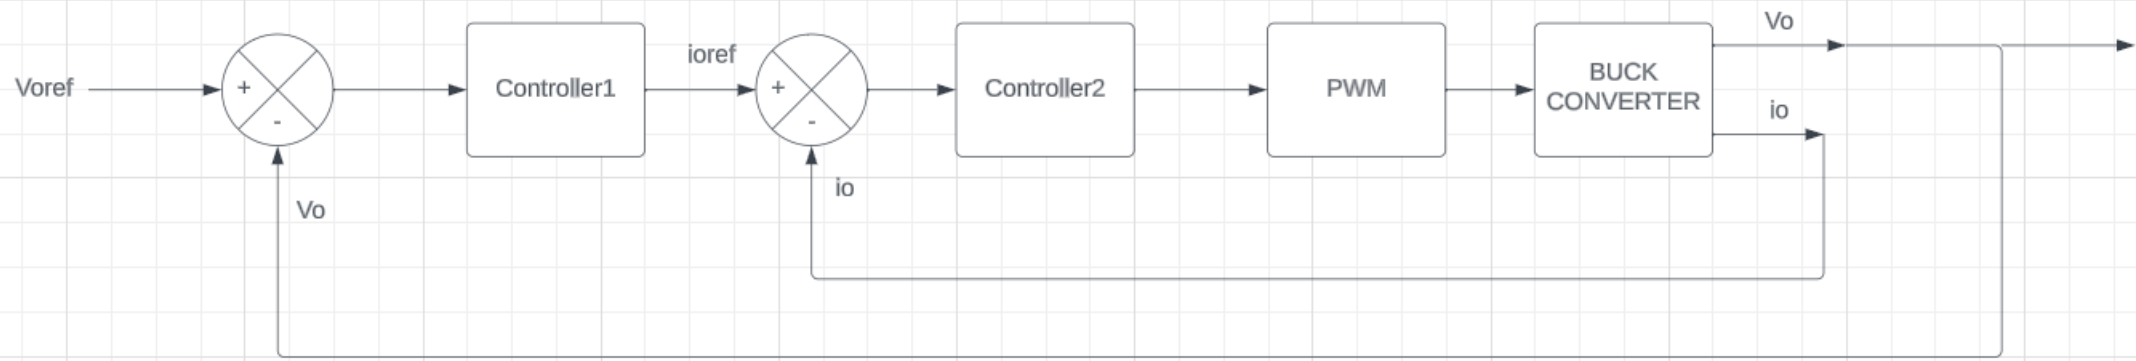 Voref
+
-
Vo
Controller1
ioref
+
-
io
Controller2
PWM
BUCK
CONVERTER
Vo
io